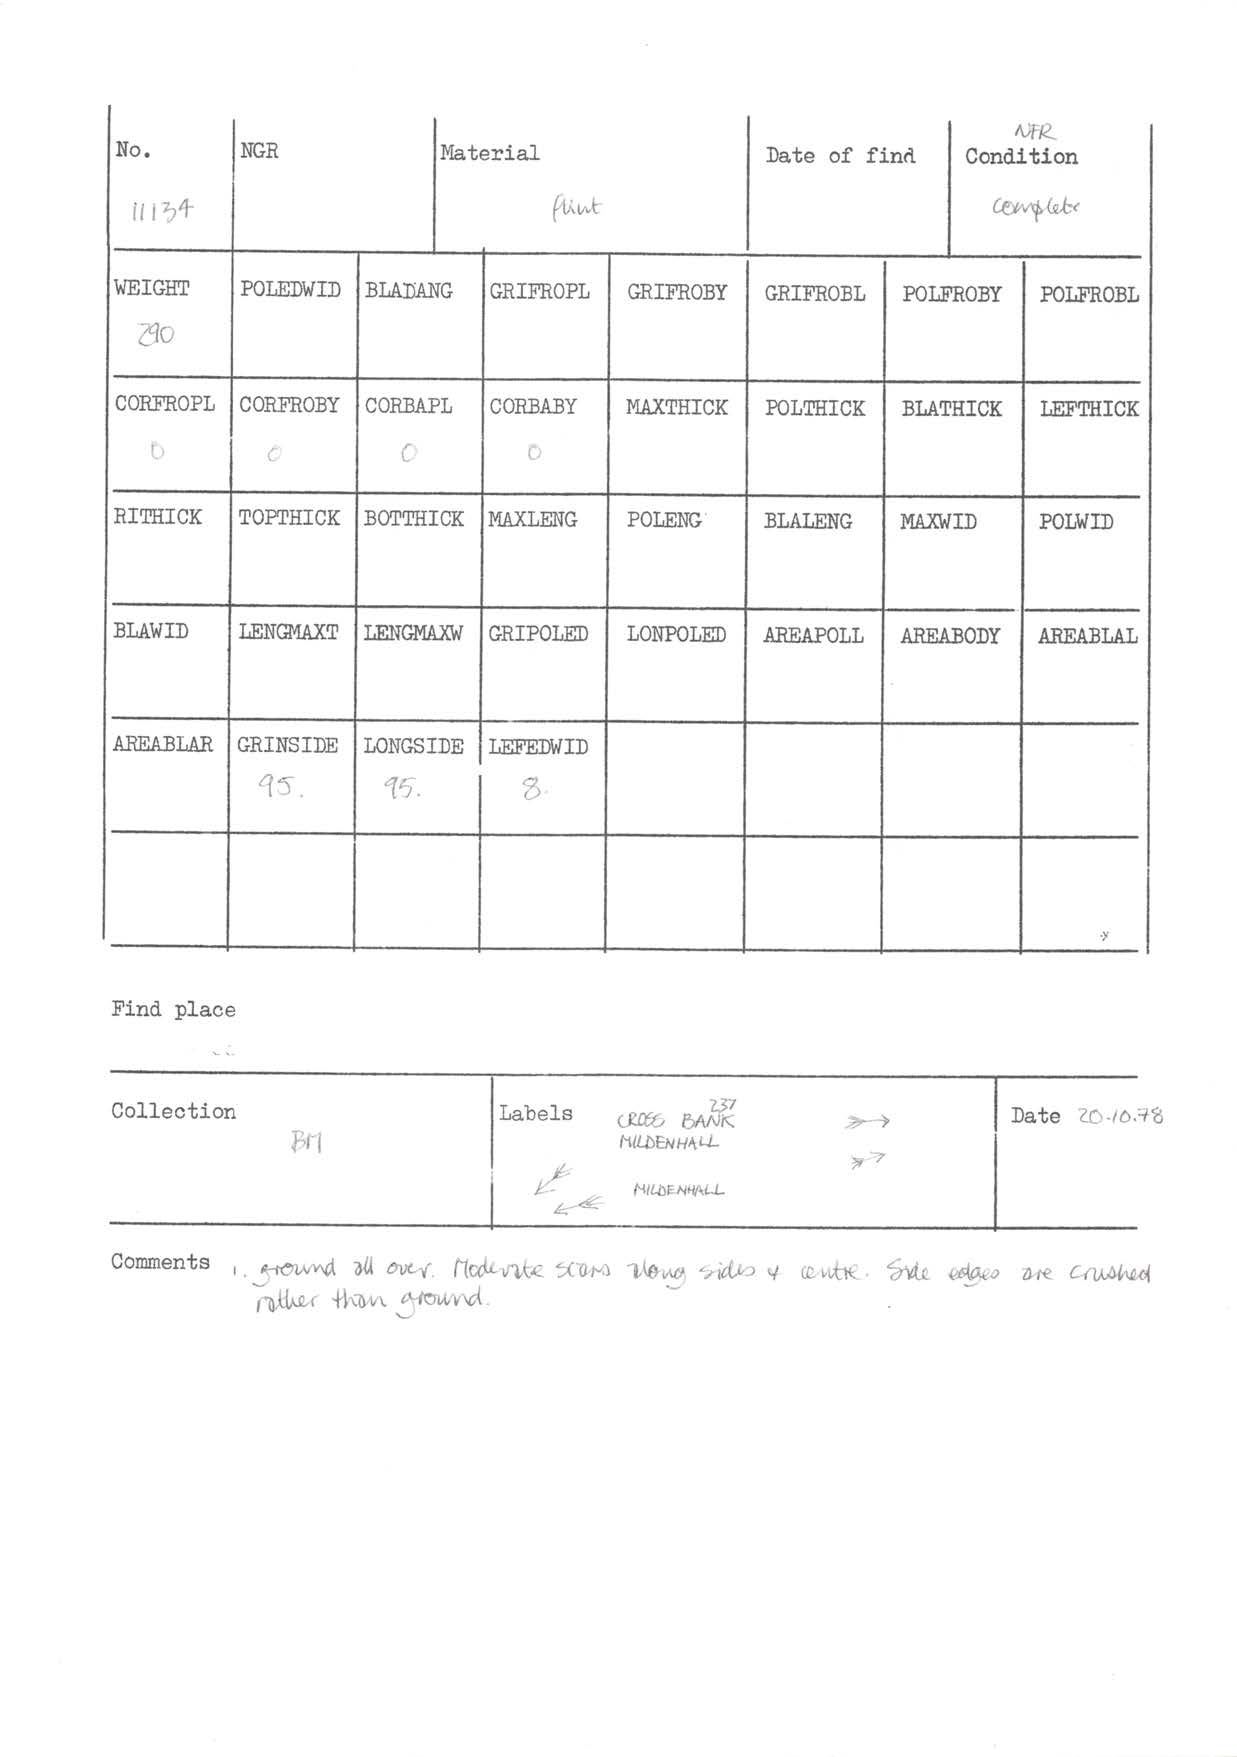 NFR
No. NGR Material Date of find Condition
11134 flint complete
WEIGHT POLEDWID BLADANG GRIFROPL GRIFROBY GRIFROBL POLFROBY POLFROBL
290
CORFROPL CORFROBY CORBAPL CORBABY MAXTHICK POLTHICK BLATHICK LEFTHICK
0 0 0 0
RITHICK TOPTHICK BOTTHICK MAXLENG POLENG BLALENG MAXWID POLWID
BLAWID LENGMAXT LENGMAXW GRIPOLED LONPOLED AREAPOLL AREABODY AREABLAL
AREABLAR GRINSIDE LONGSIDE LEFEDWID
95. 95. 8.
Find place
Collection
BM
Labels
237
CROSS BANK
MILDENHALL
MILDENHALL
Date 20.10.78
Comments 1. ground all over. Moderate scars along sides & centre. Side edges are crushed
rather than ground.